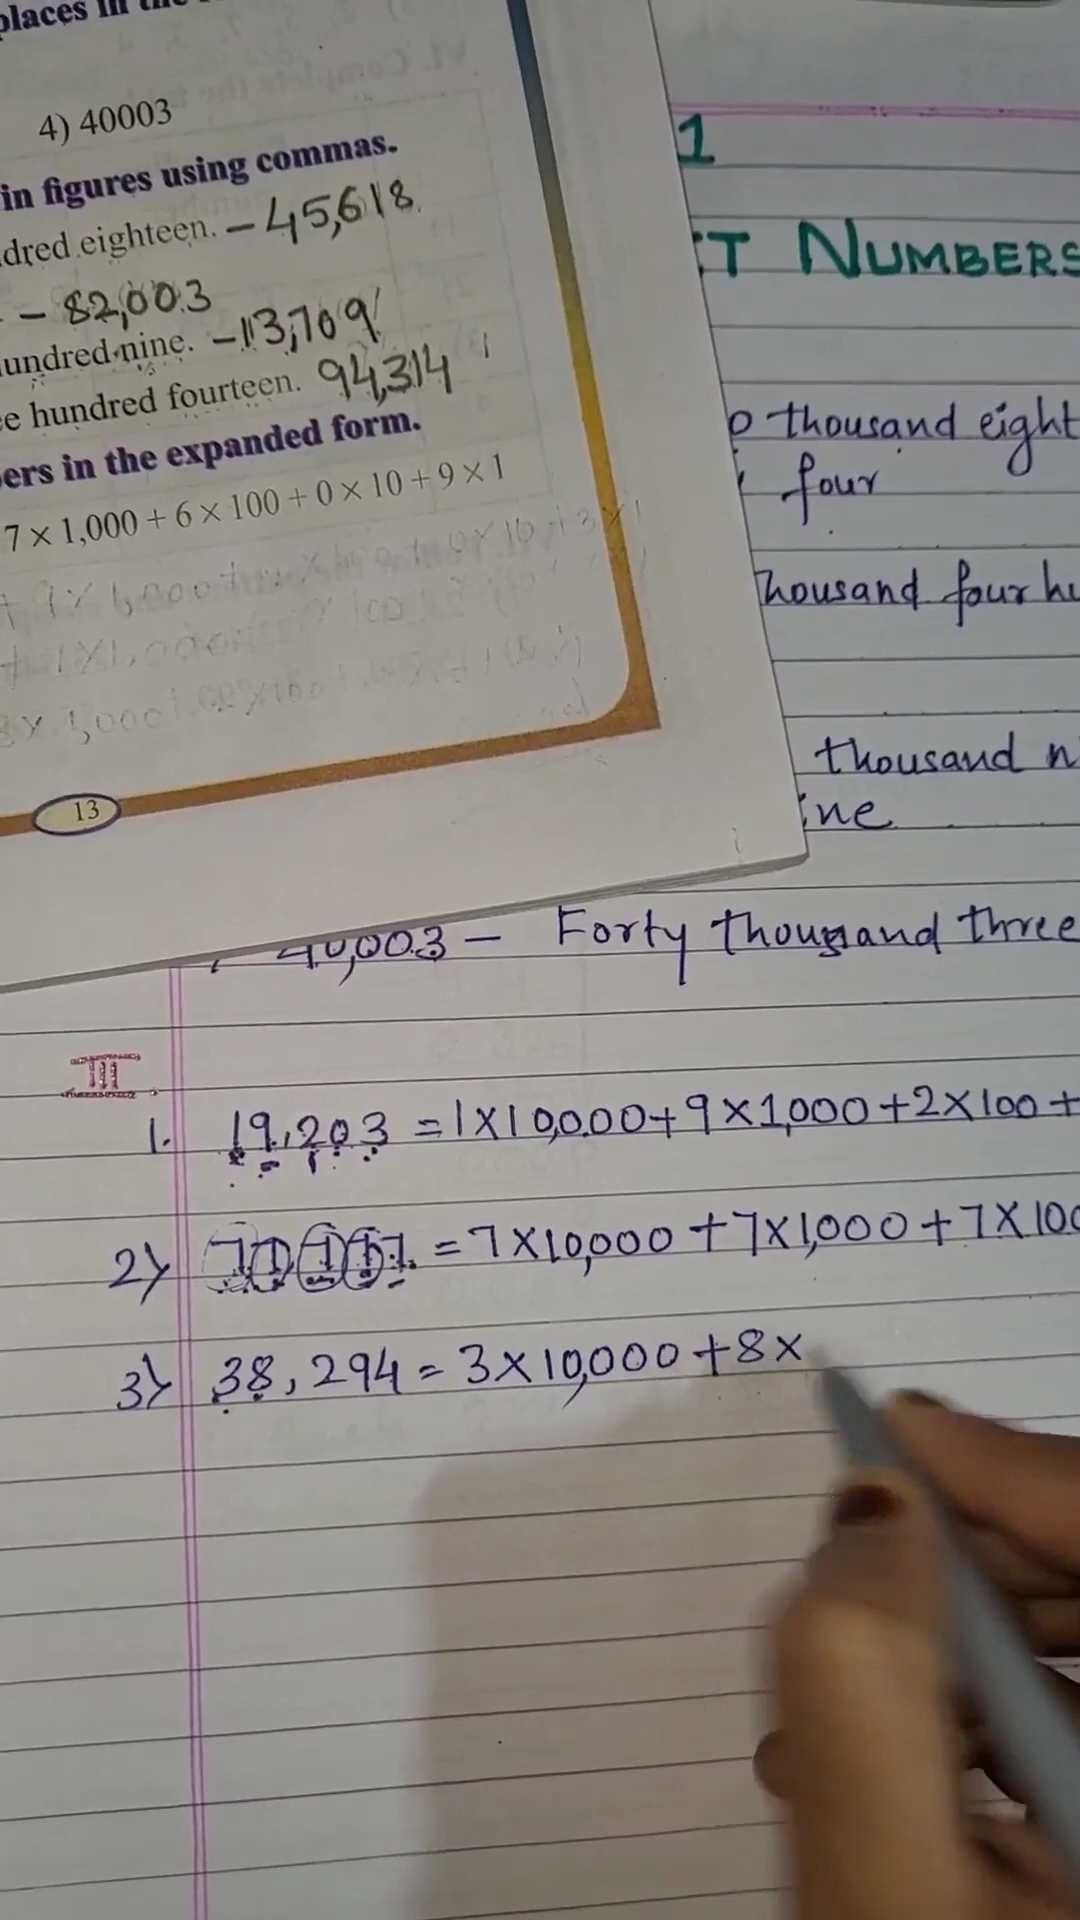 places in the
4) 40003
in figures using commas.
dred eighteen. – 45,618
– 82,003
undred nine. – 13,709
ee hundred fourteen. 94,314
ers in the expanded form.
7 × 1,000 + 6 × 100 + 0 × 10 + 9 × 1
13
1
T NUMBERS
thousand eight
four
housand four hu
thousand n
ine
40,003 – Forty thousand three
III.
1. 19,203 = 1 × 10,000 + 9 × 1,000 + 2 × 100 +
2) = 7 × 10,000 + 7 × 1,000 + 7 × 100
3) 38,294 = 3 × 10,000 + 8 ×